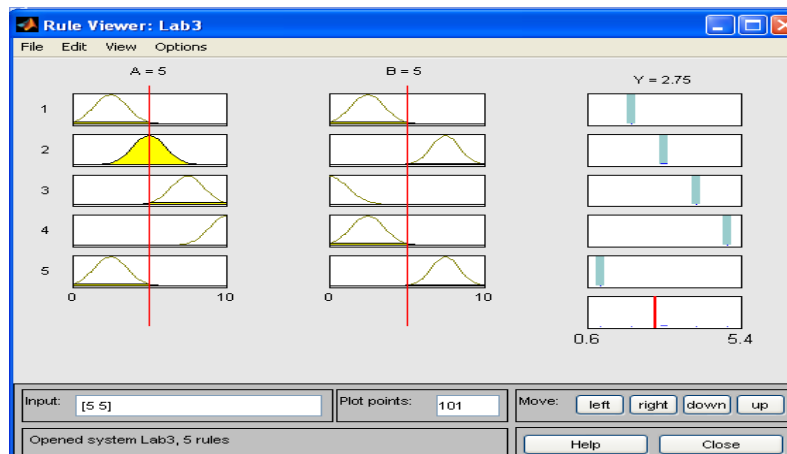 Rule Viewer: Lab3
File Edit View Options
A = 5 B = 5 Y = 2.75
1
2
3
4
5
0 10 0 10
0.6 5.4
Input: [5 5] Plot points: 101 Move: left right down up
Opened system Lab3, 5 rules Help Close